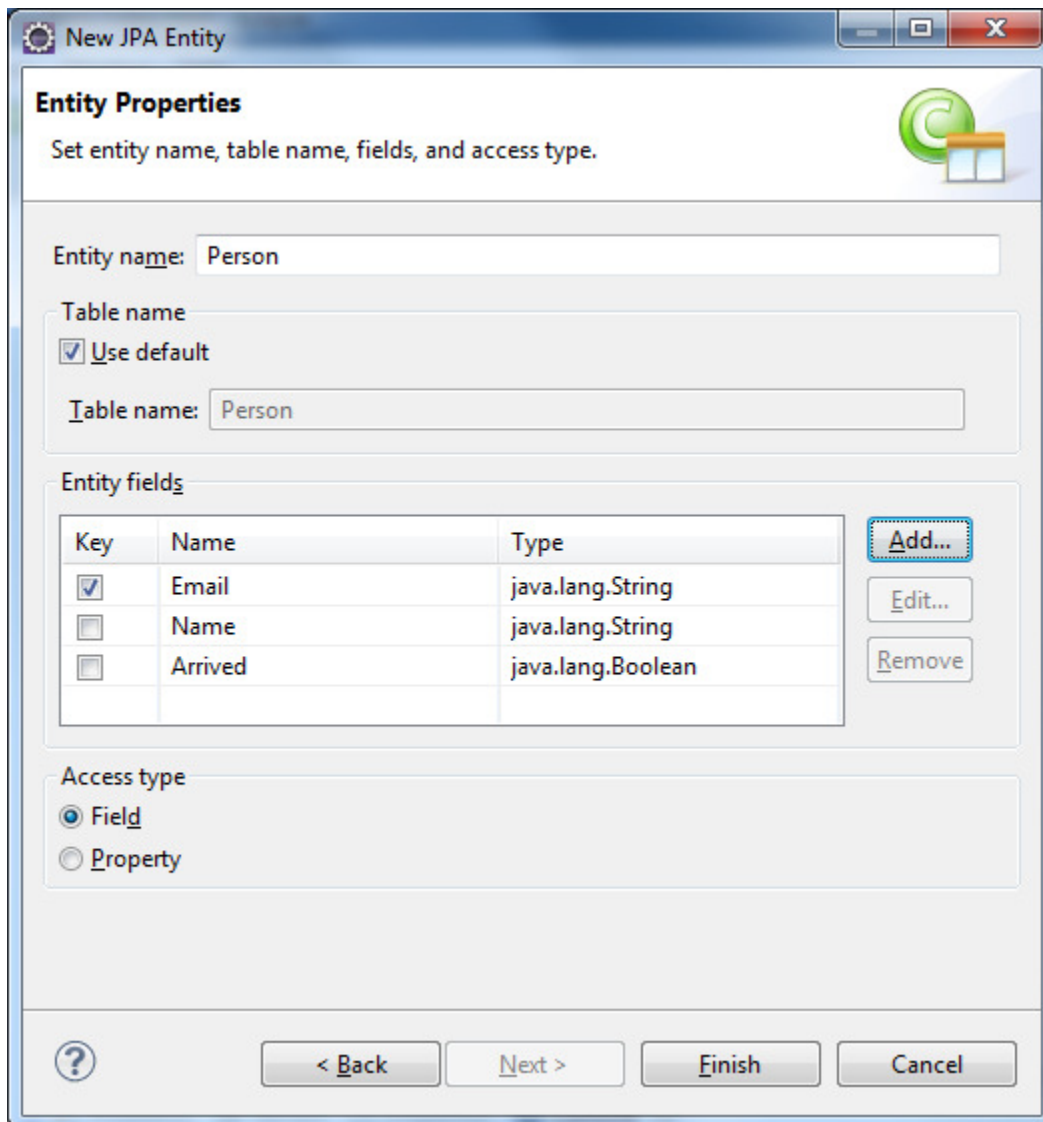 New JPA Entity
Entity Properties
Set entity name, table name, fields, and access type.
Entity name: Person
Table name
Use default
Table name: Person
Entity fields
Key Name Type
Add...
Email java.lang.String
Edit...
Name java.lang.String
Arrived java.lang.Boolean
Remove
Access type
Field
Property
? < Back Next > Finish Cancel